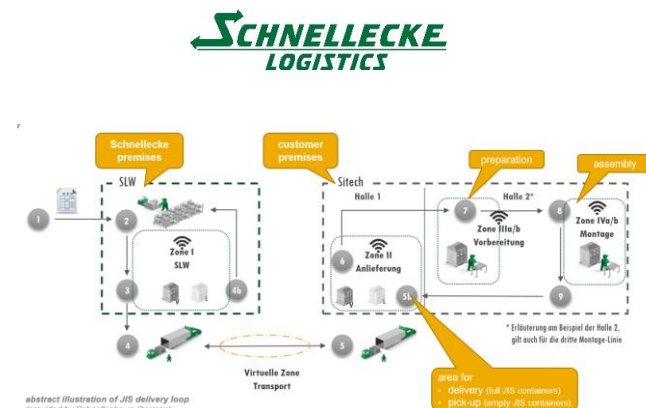 SCHNELLECKE
LOGISTICS
Schnellecke
premises
customer
premises
preparation
assembly
SLW
Sitech
Halle 1
Halle 2*
1
2
Zone I
SLW
3
4b
6
Zone II
Anlieferung
SL
7
Zone IIIa/b
Vorbereitung
8
Zone IVa/b
Montage
9
4
5
Virtuelle Zone
Transport
* Erläuterung am Beispiel der Halle 2,
gilt auch für die dritte Montage-Linie
area for
• delivery (full JIS containers)
• pick-up (empty JIS containers)
abstract illustration of JIS delivery loop